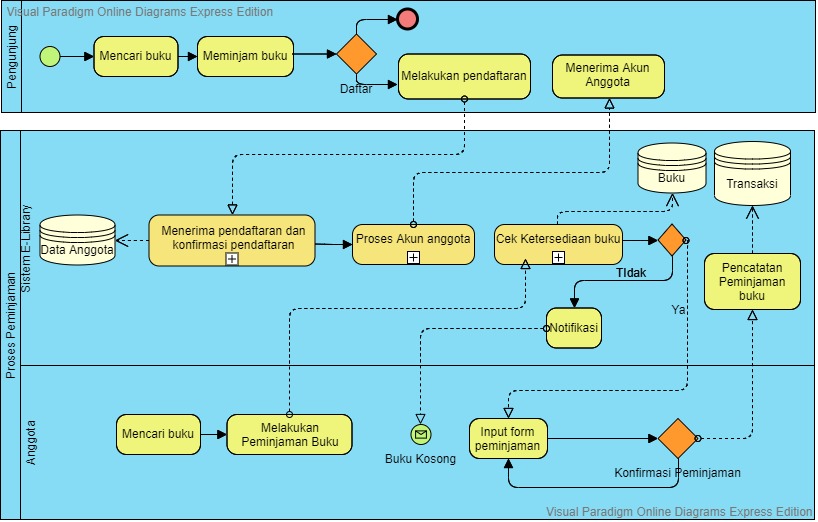 Visual Paradigm Online Diagrams Express Edition
Pengunjung
Mencari buku
Meminjam buku
Daftar
Melakukan pendaftaran
Menerima Akun
Anggota
Proses Peminjaman
Sistem E-Library
Data Anggota
Menerima pendaftaran dan
konfirmasi pendaftaran
Proses Akun anggota
Cek Ketersediaan buku
Buku
Transaksi
TIdak
Notifikasi
Ya
Pencatatan
Peminjaman
buku
Anggota
Mencari buku
Melakukan
Peminjaman Buku
Buku Kosong
Input form
peminjaman
Konfirmasi Peminjaman
Visual Paradigm Online Diagrams Express Edition